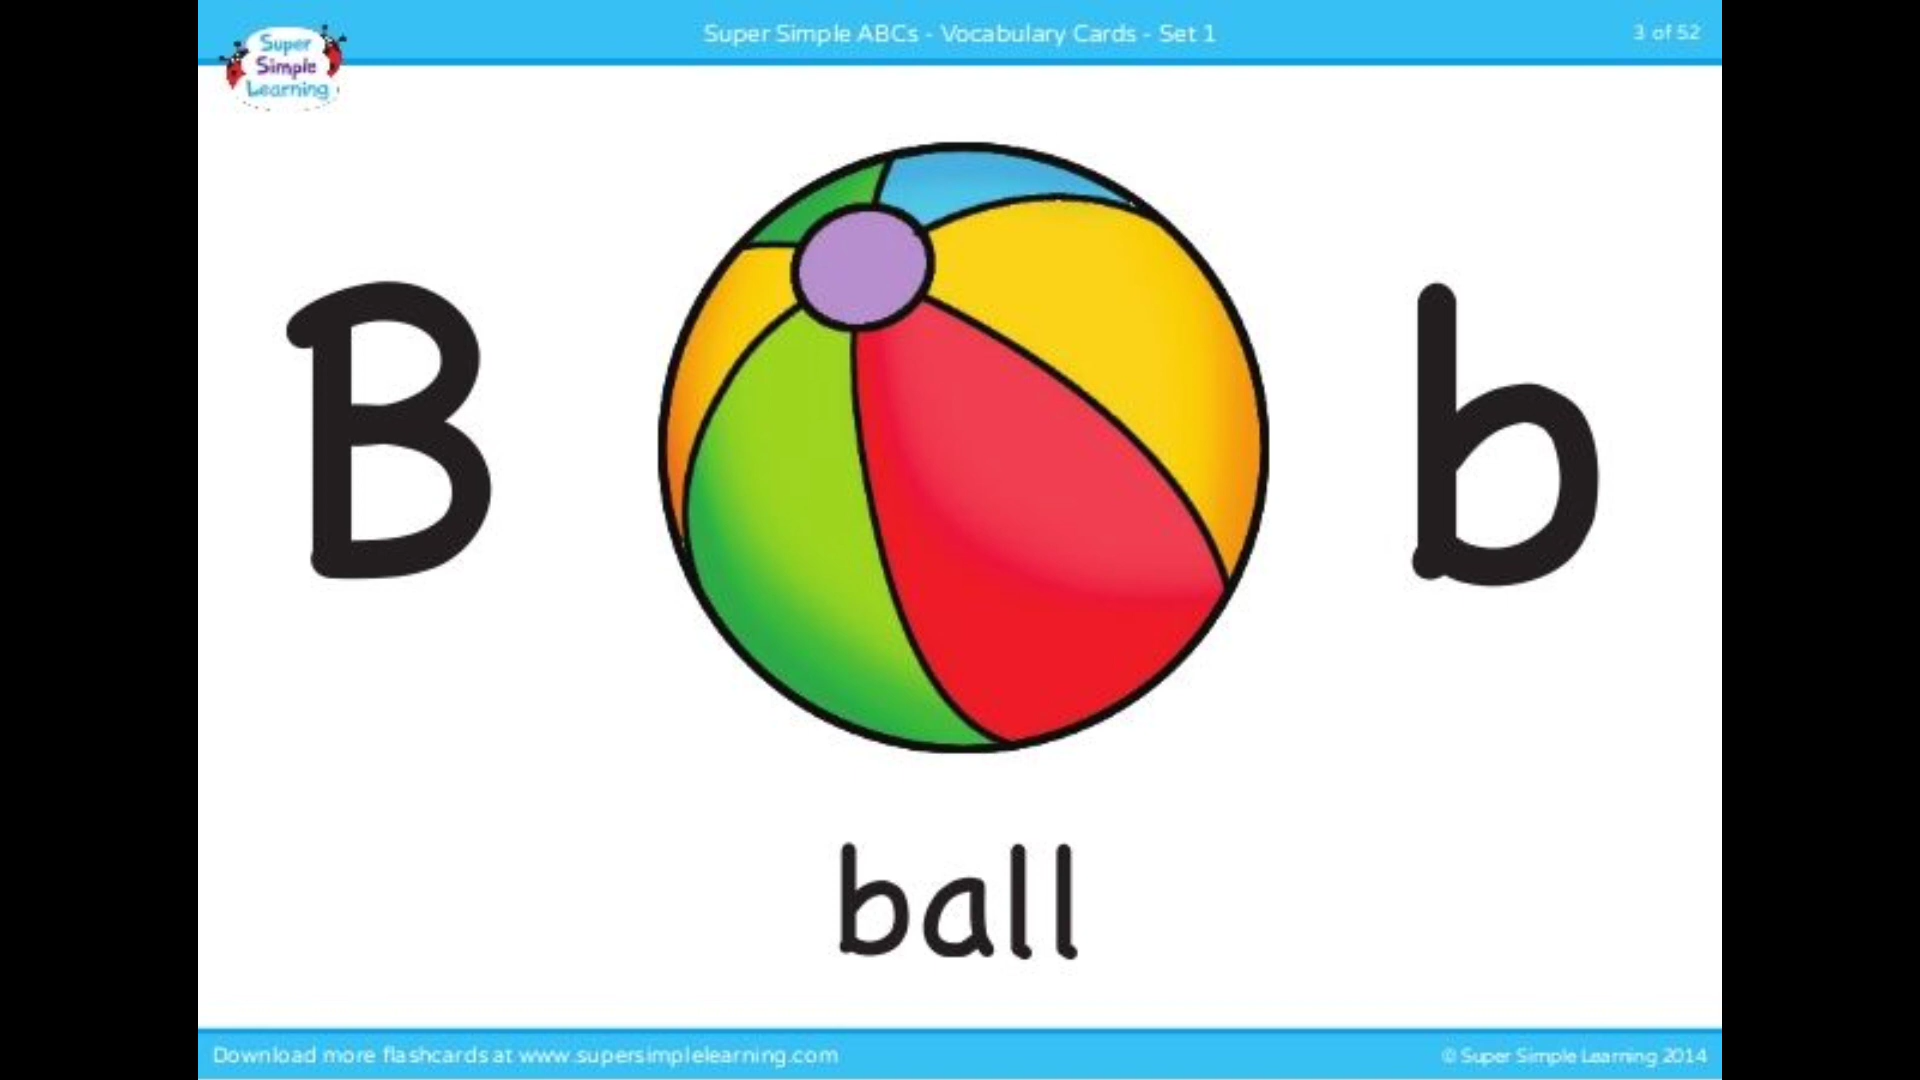 Super Simple ABCs - Vocabulary Cards - Set 1
3 of 52
Super
Simple
Learning
B
b
ball
Download more flashcards at www.supersimplelearning.com
© Super Simple Learning 2014